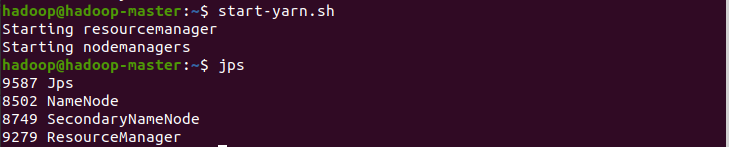 hadoop@hadoop-master:~$ start-yarn.sh
Starting resourcemanager
Starting nodemanagers
hadoop@hadoop-master:~$ jps
9587 Jps
8502 NameNode
8749 SecondaryNameNode
9279 ResourceManager